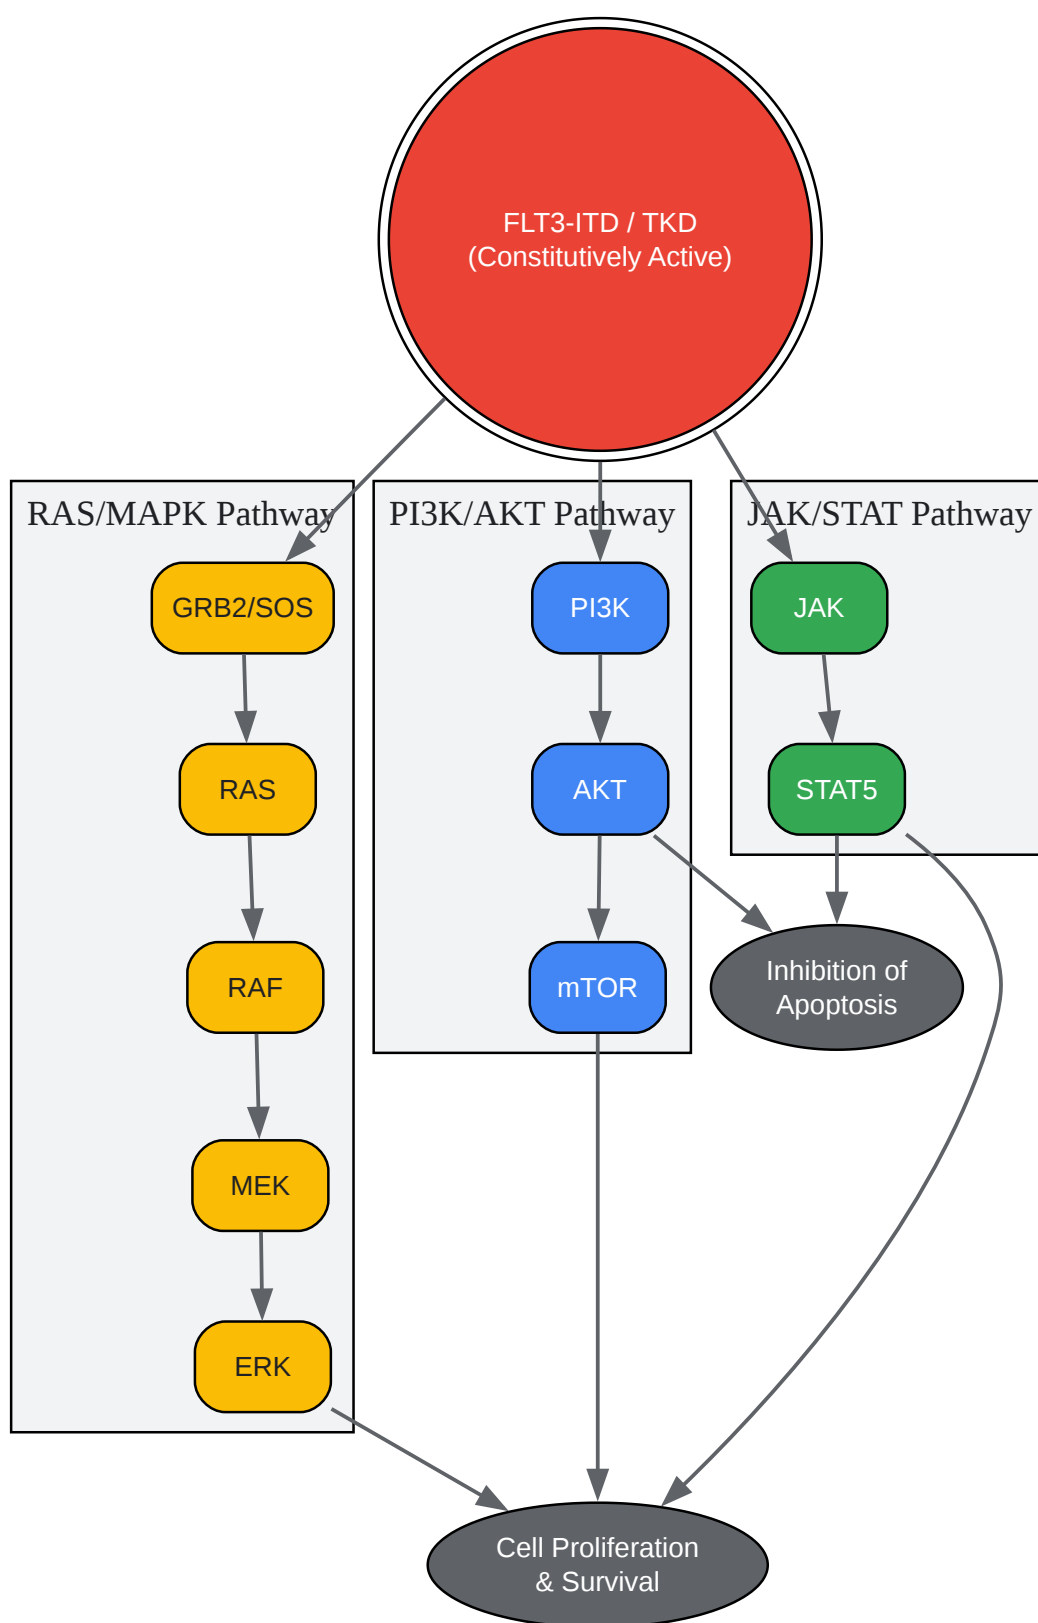 FLT3-ITD / TKD
(Constitutively Active)
RAS/MAPK Pathway
PI3K/AKT Pathway
JAK/STAT Pathway
GRB2/SOS
PI3K
JAK
RAS
AKT
STAT5
RAF
mTOR
Inhibition of
Apoptosis
MEK
ERK
Cell Proliferation
& Survival